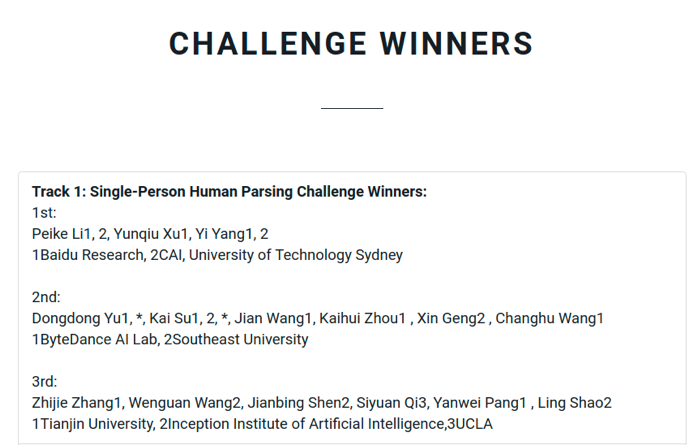 CHALLENGE WINNERS
Track 1: Single-Person Human Parsing Challenge Winners:
1st:
Peike Li1, 2, Yunqiu Xu1, Yi Yang1, 2
1Baidu Research, 2CAI, University of Technology Sydney
2nd:
Dongdong Yu1, *, Kai Su1, 2, *, Jian Wang1, Kaihui Zhou1 , Xin Geng2 , Changhu Wang1
1ByteDance AI Lab, 2Southeast University
3rd:
Zhijie Zhang1, Wenguan Wang2, Jianbing Shen2, Siyuan Qi3, Yanwei Pang1 , Ling Shao2
1Tianjin University, 2Inception Institute of Artificial Intelligence,3UCLA